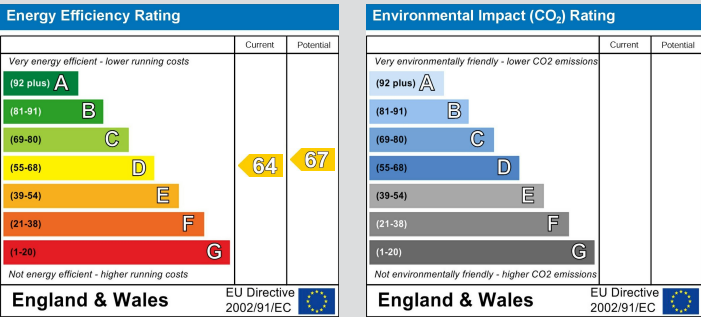 Energy Efficiency Rating
Current Potential
Very energy efficient - lower running costs
(92 plus) A
(81-91) B
(69-80) C
(55-68) D
64 67
(39-54) E
(21-38) F
(1-20) G
Not energy efficient - higher running costs
England & Wales
EU Directive
2002/91/EC
Environmental Impact (CO₂) Rating
Current Potential
Very environmentally friendly - lower CO2 emissions
(92 plus) A
(81-91) B
(69-80) C
(55-68) D
(39-54) E
(21-38) F
(1-20) G
Not environmentally friendly - higher CO2 emissions
England & Wales
EU Directive
2002/91/EC